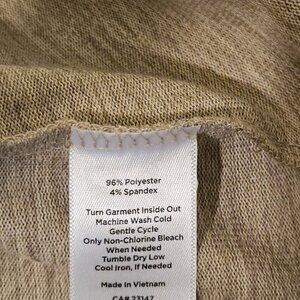 96% Polyester
4% Spandex
Turn Garment Inside Out
Machine Wash Cold
Gentle Cycle
Only Non-Chlorine Bleach
When Needed
Tumble Dry Low
Cool Iron, If Needed
Made in Vietnam
CA# 23147